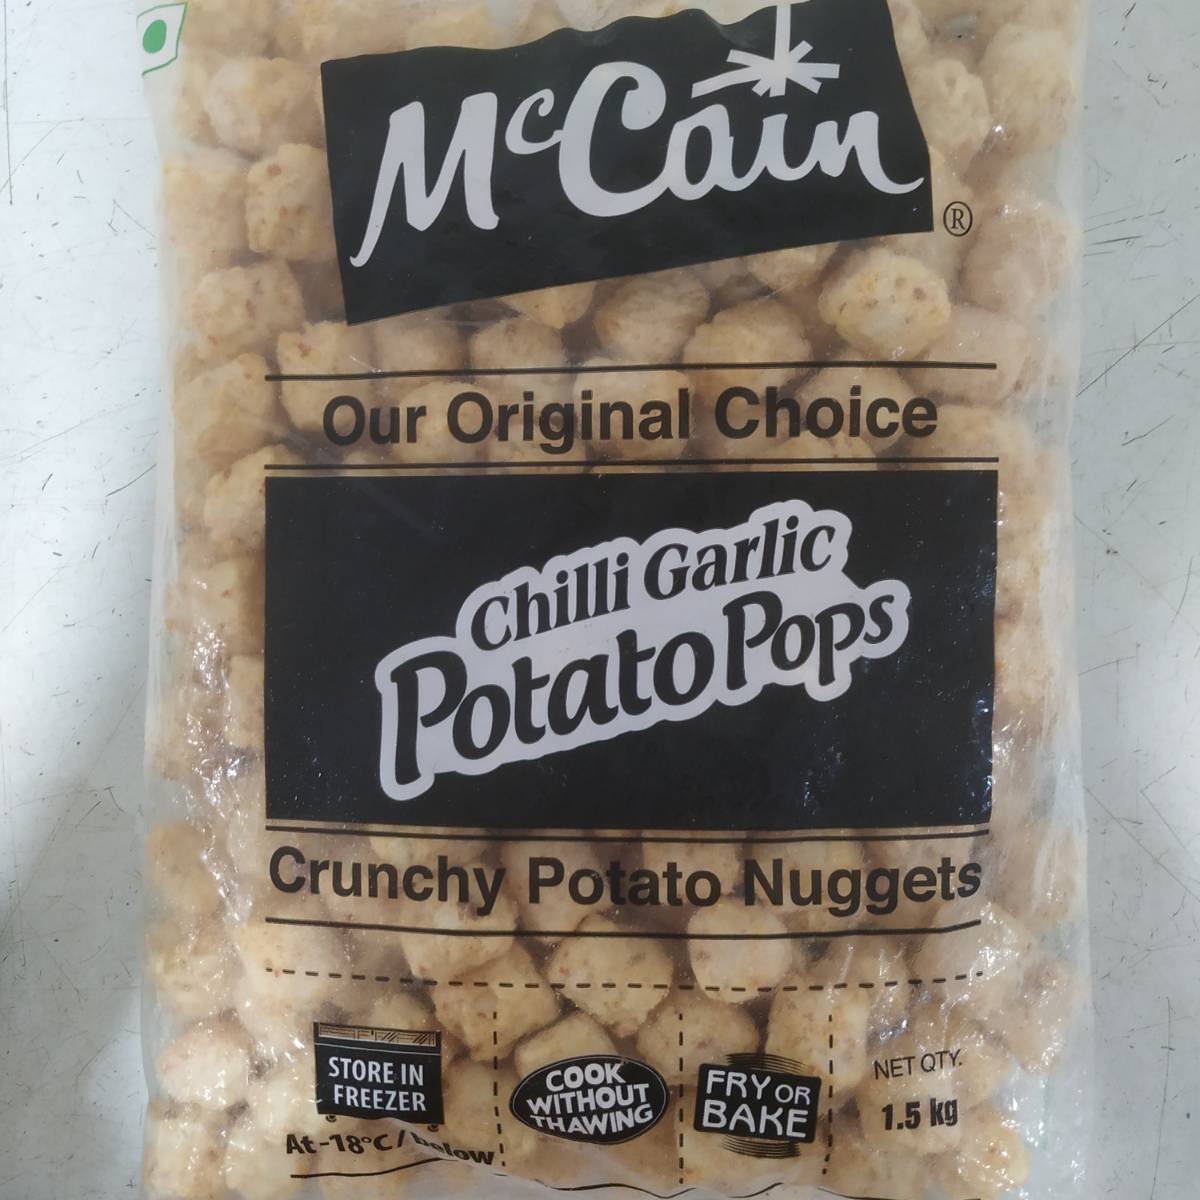 McCain
®
Our Original Choice
Chilli Garlic
Potato Pops
Crunchy Potato Nuggets
STORE IN
FREEZER
At -18°C / below
COOK
WITHOUT
THAWING
FRY OR
BAKE
NET QTY.
1.5 kg